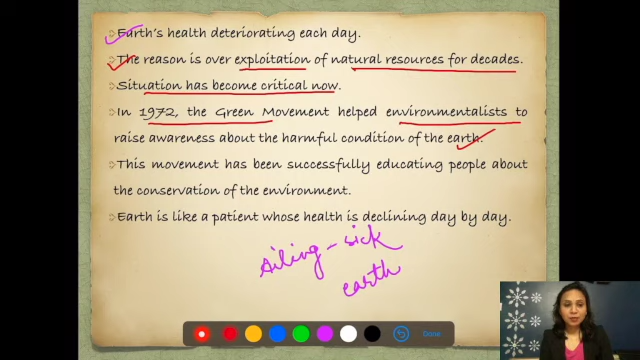 Earth's health deteriorating each day.
The reason is over exploitation of natural resources for decades.
Situation has become critical now.
In 1972, the Green Movement helped environmentalists to
raise awareness about the harmful condition of the earth.
This movement has been successfully educating people about
the conservation of the environment.
Earth is like a patient whose health is declining day by day.
Ailing - sick
earth
Done